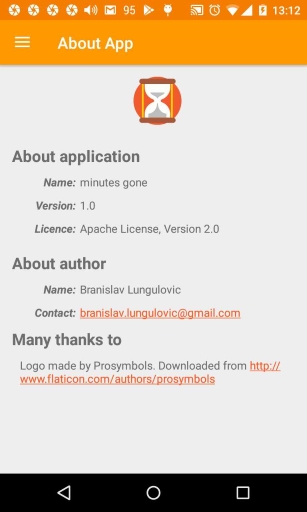 95 13:12
About App
About application
Name: minutes gone
Version: 1.0
Licence: Apache License, Version 2.0
About author
Name: Branislav Lungulovic
Contact: branislav.lungulovic@gmail.com
Many thanks to
Logo made by Prosymbols. Downloaded from http://
www.flaticon.com/authors/prosymbols